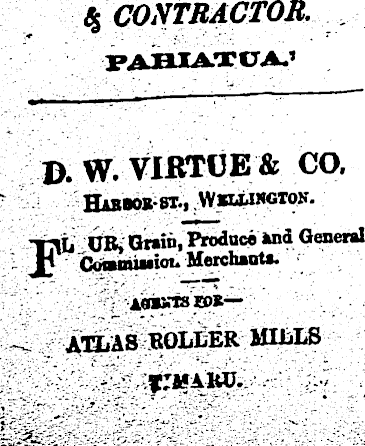 & CONTRACTOR.
PAHIATUA.
D. W. VIRTUE & CO,
HARBOR-ST., WELLINGTON.
FLOUR, Grain, Produce and General
Commission Merchants.
AGENTS FOR—
ATLAS ROLLER MILLS
TIMARU.